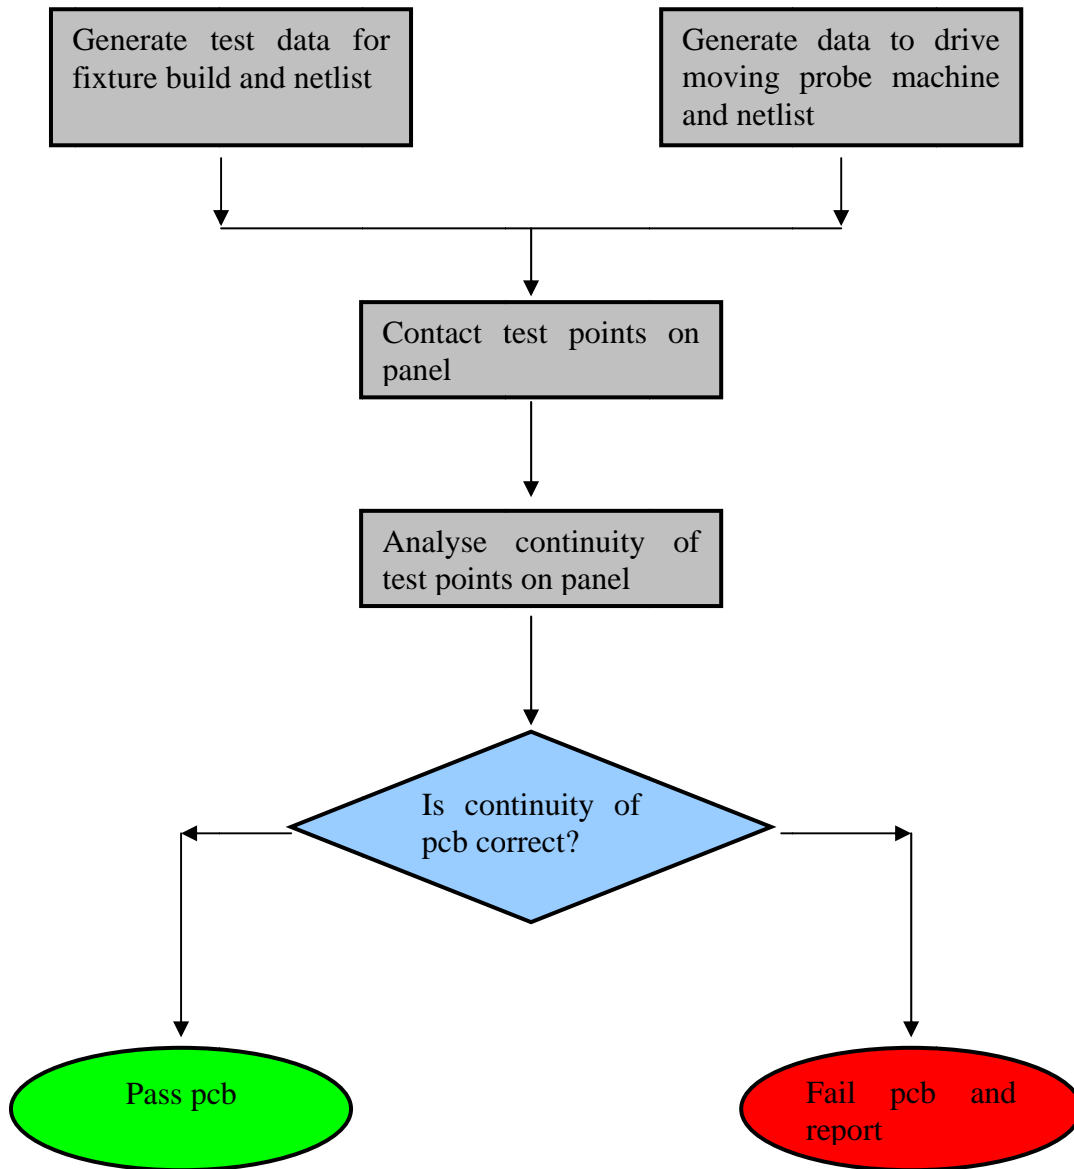 Generate test data for
fixture build and netlist
Generate data to drive
moving probe machine
and netlist
Contact test points on
panel
Analyse continuity of
test points on panel
Is continuity of
pcb correct?
Pass pcb
Fail pcb and
report